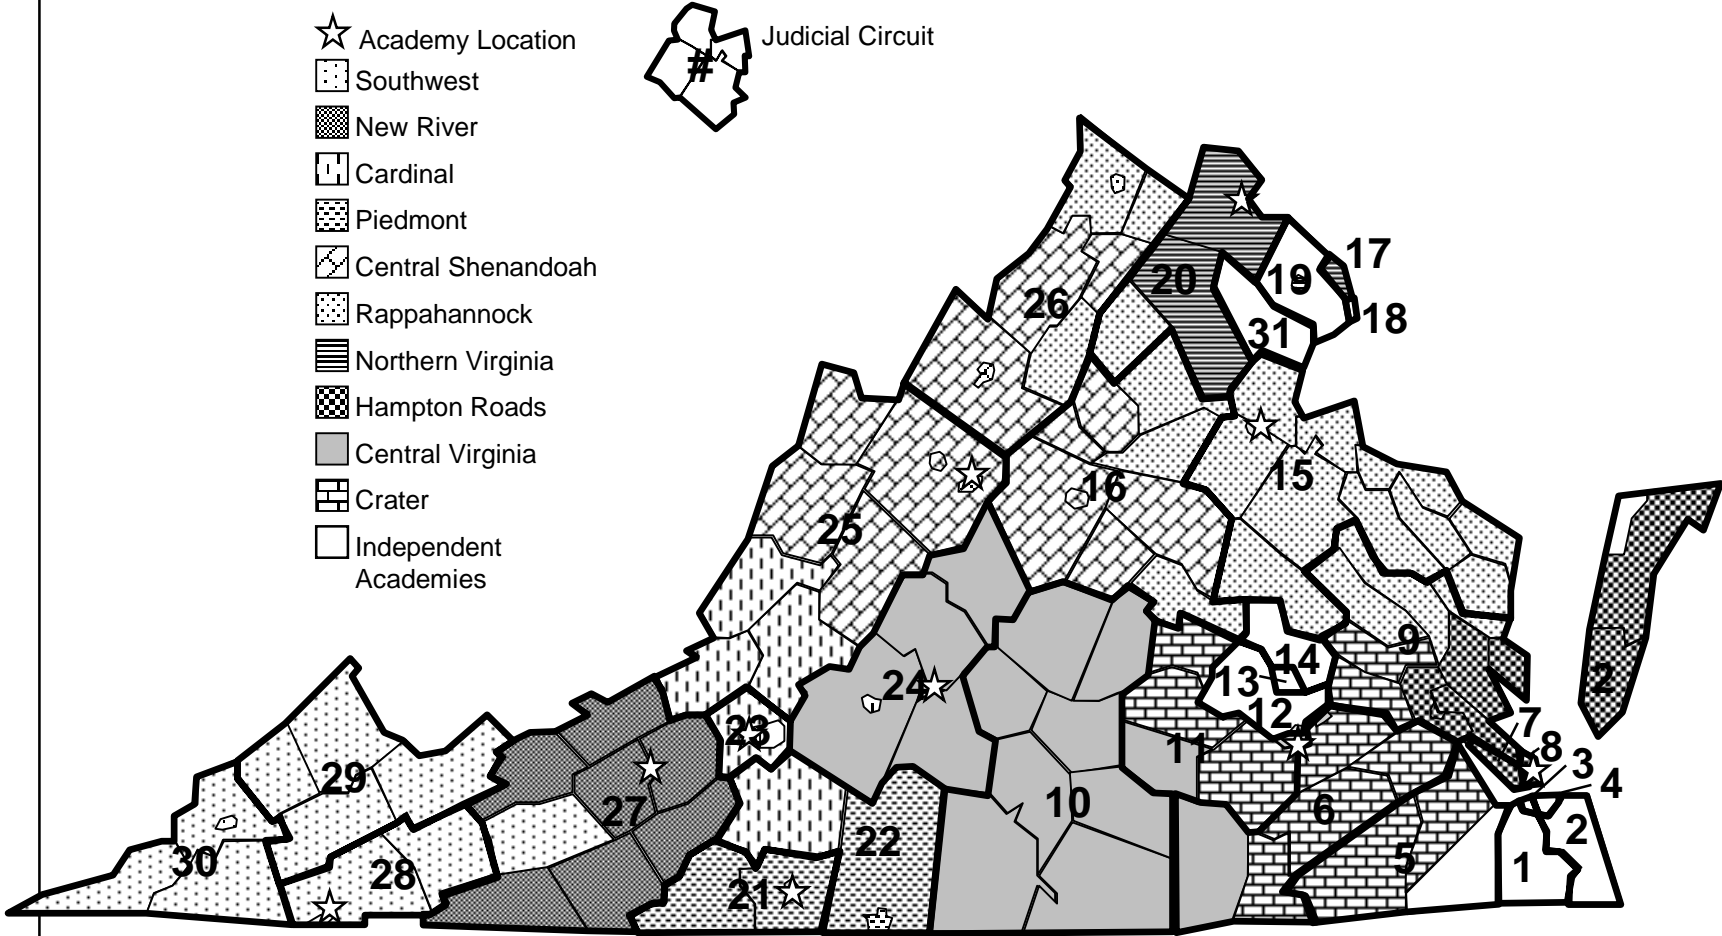 Academy Location
Southwest
New River
Cardinal
Piedmont
Central Shenandoah
Rappahannock
Northern Virginia
Hampton Roads
Central Virginia
Crater
Independent
Academies
#
Judicial Circuit
17
20
19
26
18
31
15
16
25
9
14
24
13
2
12
23
7
11
8
3
29
4
10
27
6
2
22
5
30
28
1
21